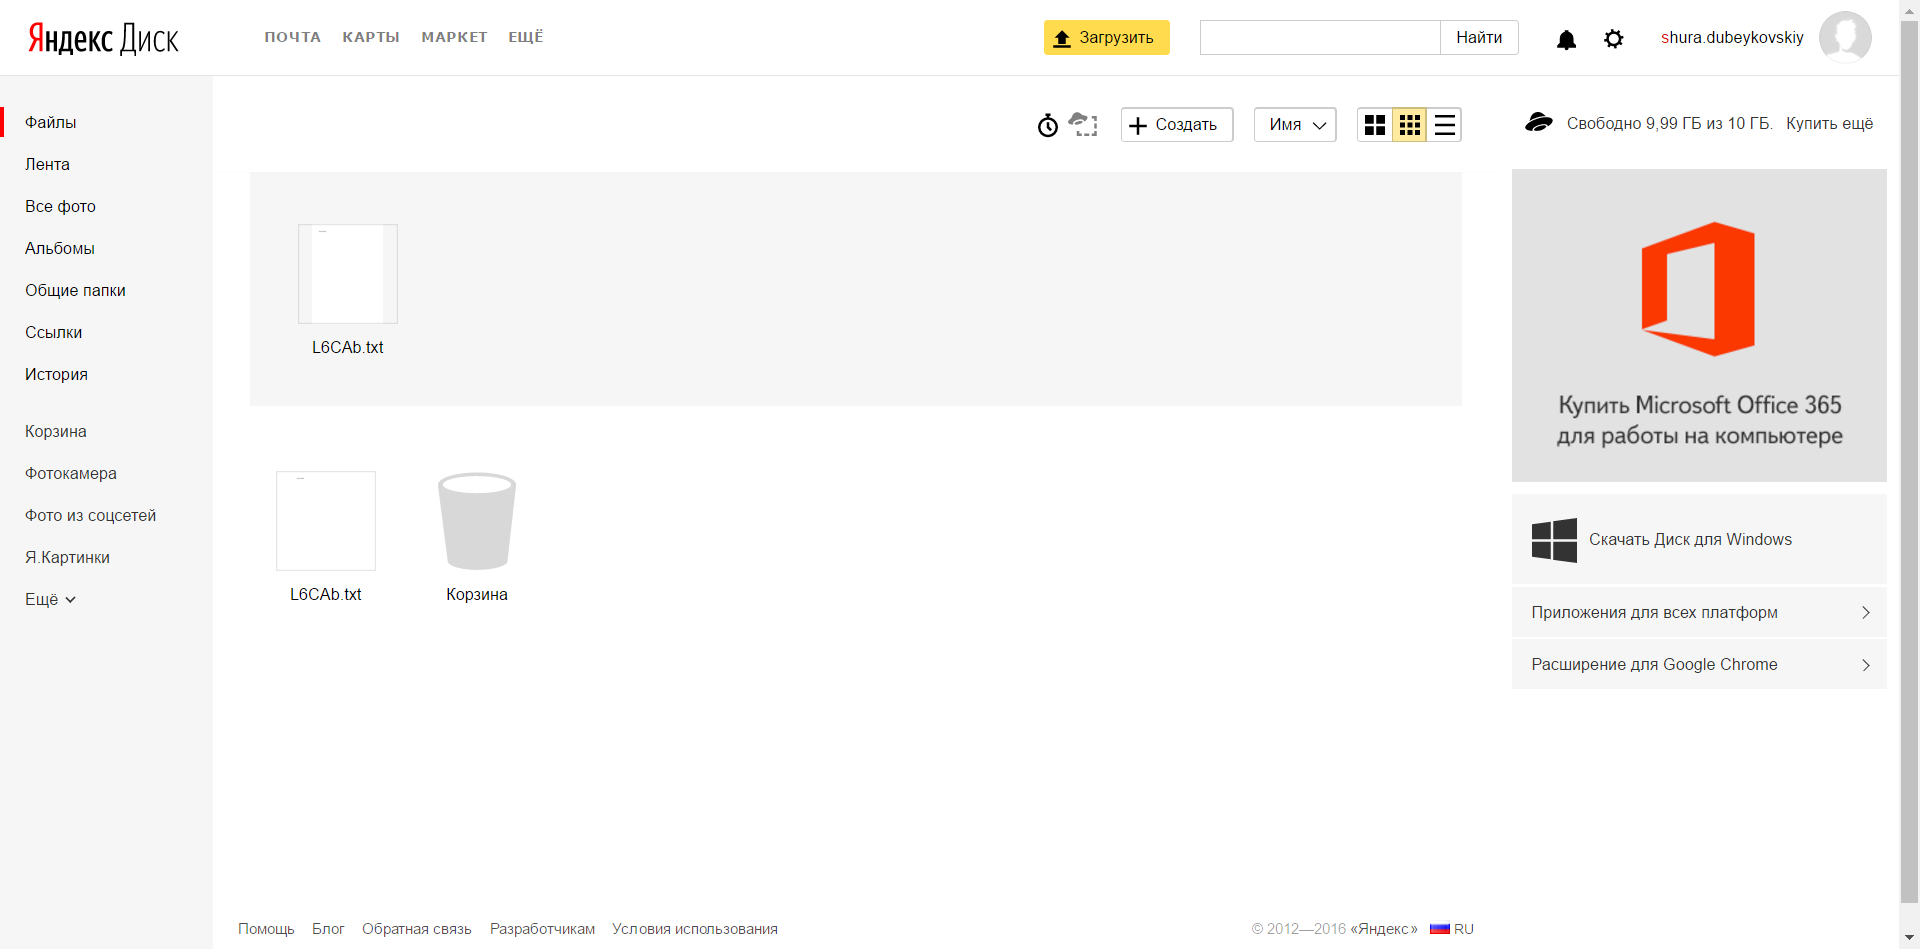 Яндекс Диск
ПОЧТА КАРТЫ МАРКЕТ ЕЩЁ
Загрузить
Найти
shura.dubeykovskiy
Файлы
Лента
Все фото
Альбомы
Общие папки
Ссылки
История
Корзина
Фотокамера
Фото из соцсетей
Я.Картинки
Ещё
Создать
Имя
L6CAb.txt
L6CAb.txt
Корзина
Свободно 9,99 ГБ из 10 ГБ. Купить ещё
Купить Microsoft Office 365
для работы на компьютере
Скачать Диск для Windows
Приложения для всех платформ
Расширение для Google Chrome
Помощь Блог Обратная связь Разработчикам Условия использования
© 2012—2016 «Яндекс» RU